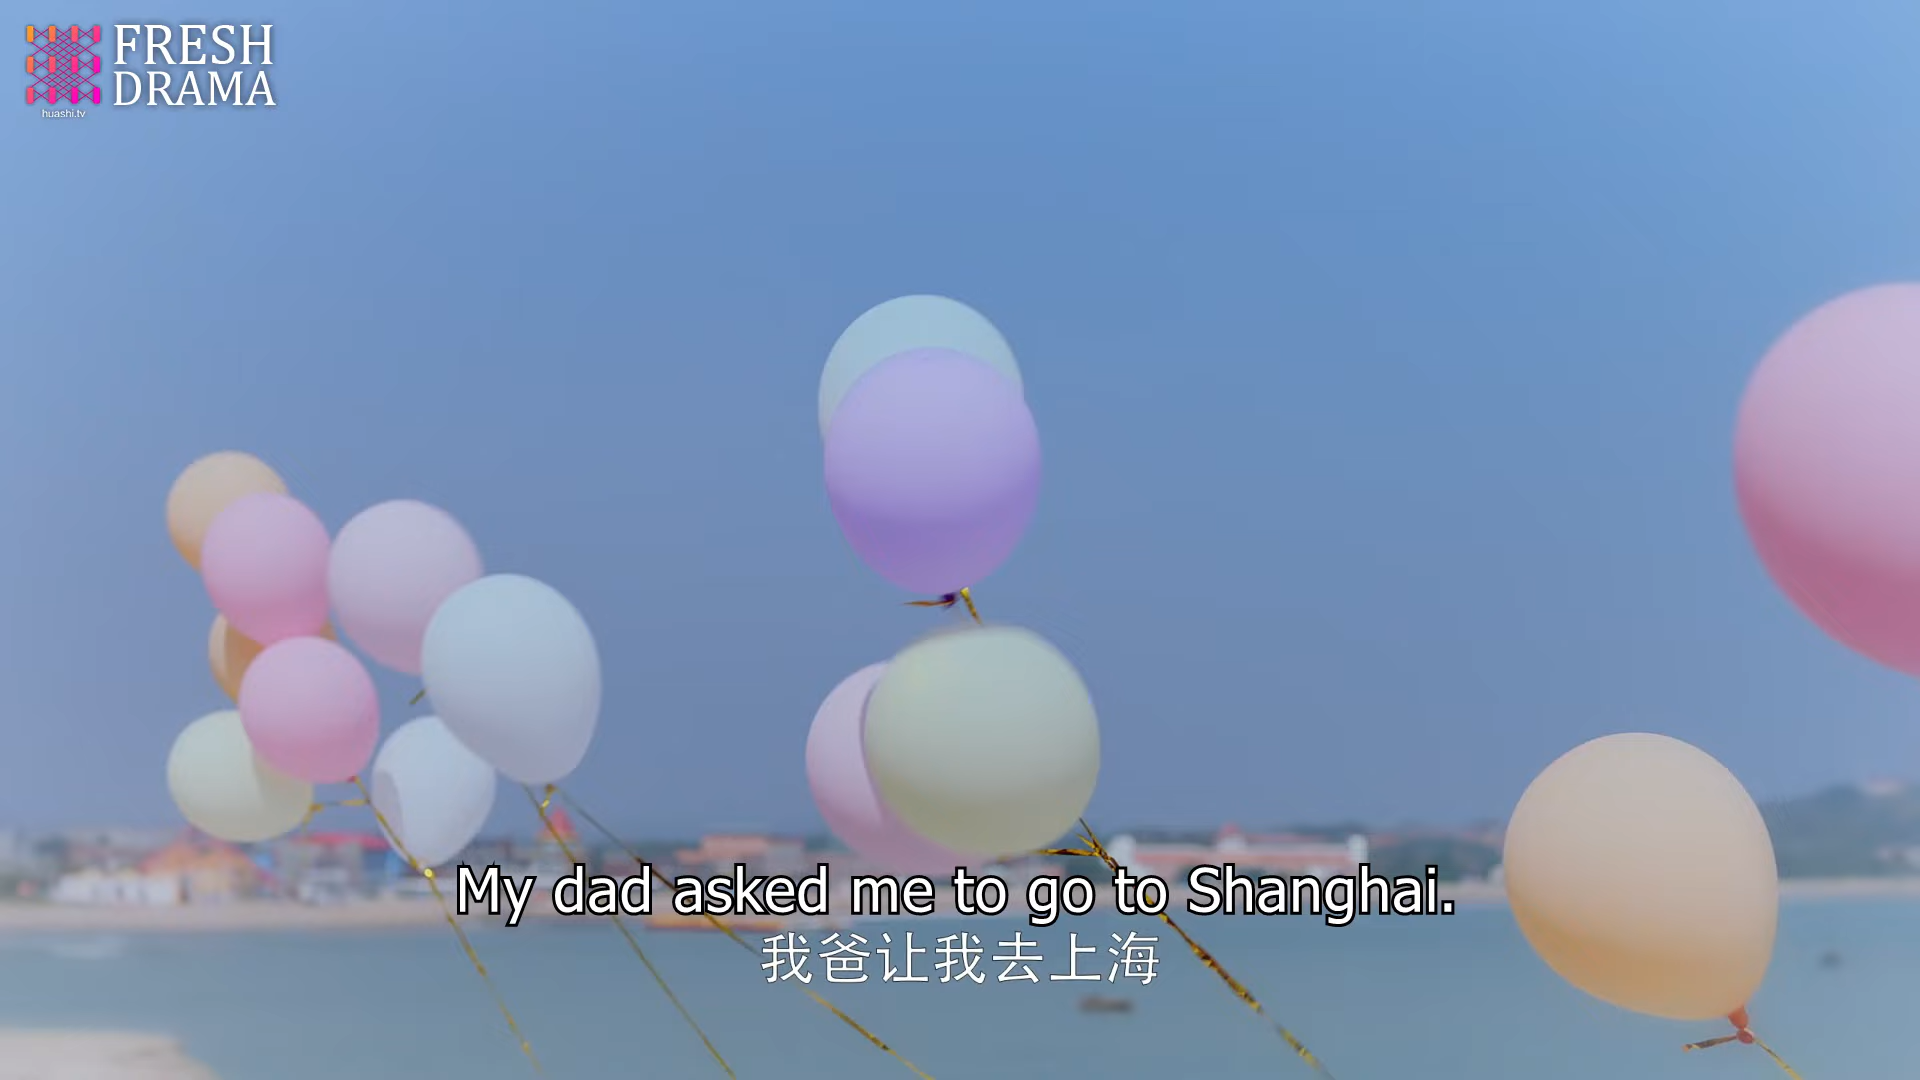 FRESH
DRAMA
huashi.tv
My dad asked me to go to Shanghai.
我爸让我去上海